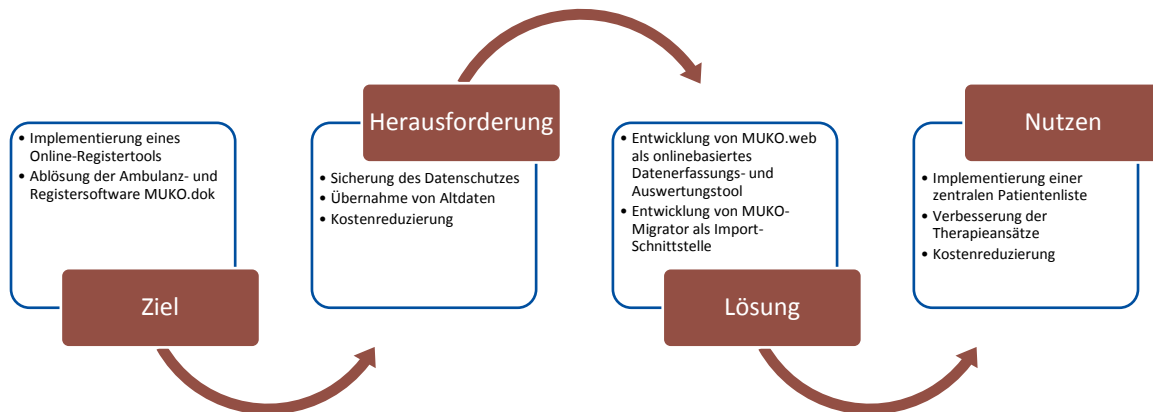 • Implementierung eines
Online-Registertools
• Ablösung der Ambulanz- und
Registersoftware MUKO.dok
Ziel
Herausforderung
• Sicherung des Datenschutzes
• Übernahme von Altdaten
• Kostenreduzierung
• Entwicklung von MUKO.web
als onlinebasiertes
Datenerfassungs- und
Auswertungstool
• Entwicklung von MUKO-
Migrator als Import-
Schnittstelle
Lösung
Nutzen
• Implementierung einer
zentralen Patientenliste
• Verbesserung der
Therapieansätze
• Kostenreduzierung